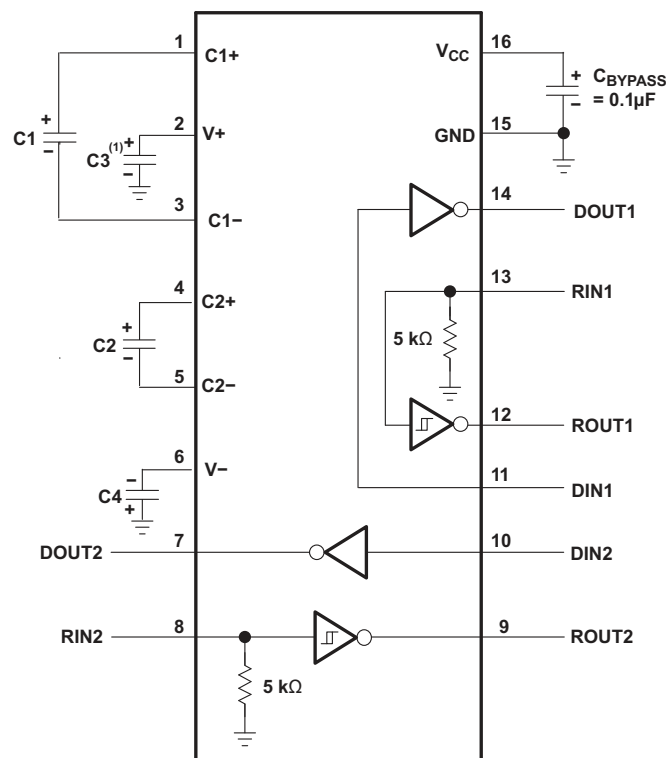 1
C1+
VCC
16
+
CBYPASS
= 0.1µF
−
+
C1
−
2
V+
+
C3(1)
−
GND
15
3
C1−
14
DOUT1
13
RIN1
4
C2+
+
C2
−
5 kΩ
5
C2−
12
ROUT1
6
V−
−
C4
+
11
DIN1
DOUT2
7
10
DIN2
RIN2
8
9
ROUT2
5 kΩ